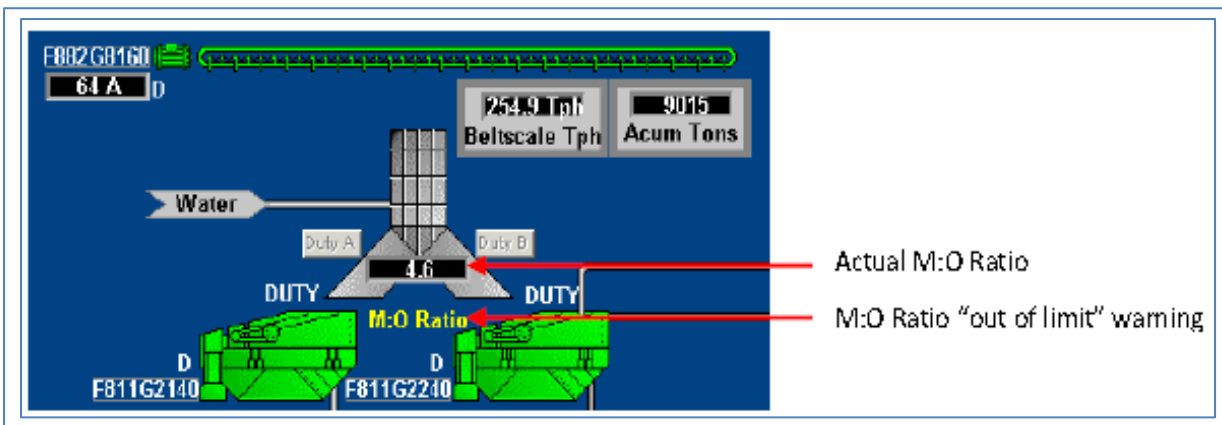 F882G8160
64 A D
254.9 Tph
Beltscale Tph
9015
Acum Tons
Water
Duty A
Duty B
4.6
Actual M:O Ratio
DUTY
DUTY
M:O Ratio
M:O Ratio “out of limit” warning
D
D
F811G2140
F811G2240